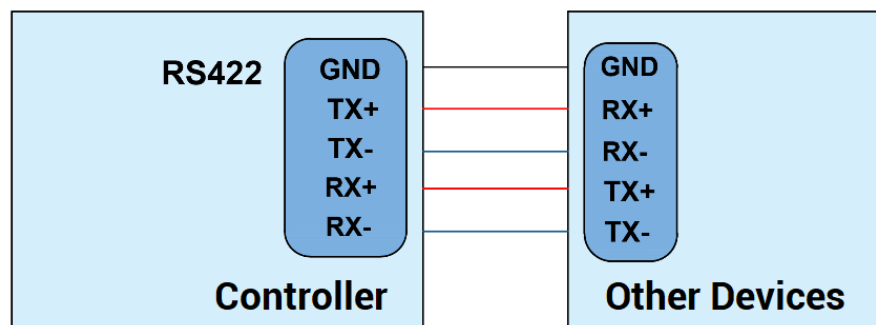 RS422
GND
TX+
TX-
RX+
RX-
Controller
GND
RX+
RX-
TX+
TX-
Other Devices